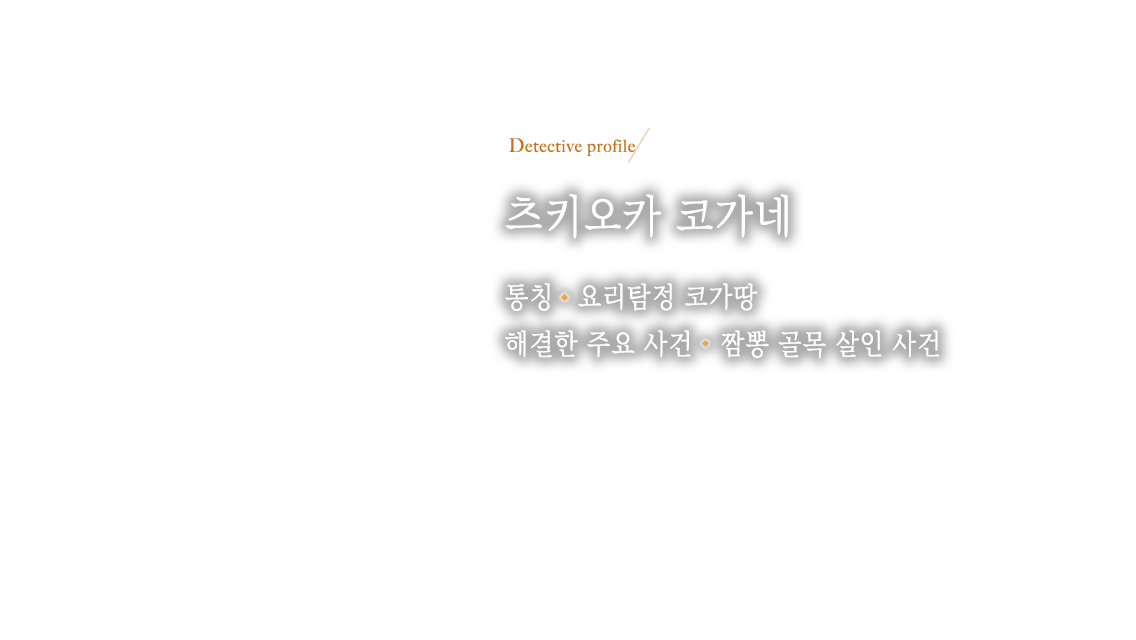 Detective profile
츠키오카 코가네
통칭 ◆ 요리탐정 코가땅
해결한 주요 사건 ◆ 짬뽕 골목 살인 사건